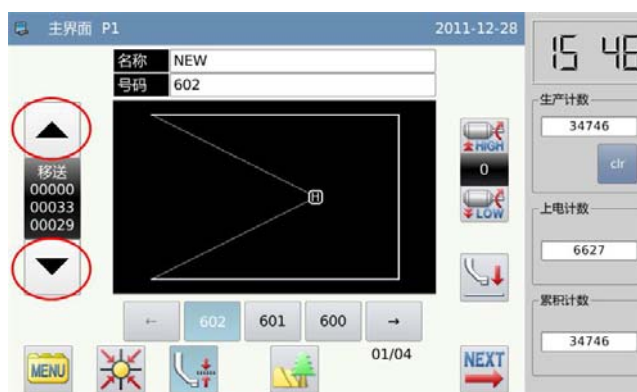 主界面 P1 2011-12-28
名称 NEW
号码 602
移送
00000
00033
00029
H
HIGH
0
LOW
← 602 601 600 →
01/04
MENU
NEXT
15 48
生产计数
34746
clr
上电计数
6627
累积计数
34746